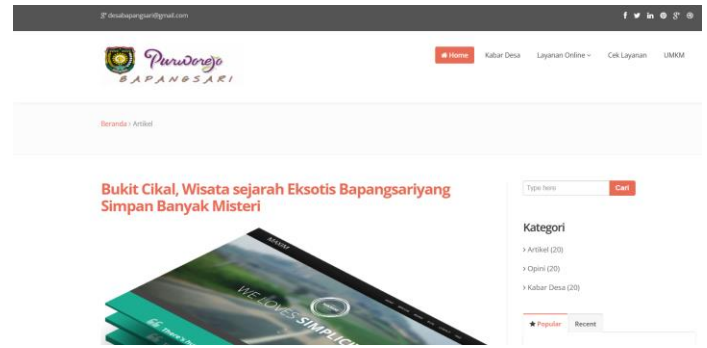 desabapangsari@gmail.com
Purworejo
BAPANGSARI
Home
Kabar Desa
Layanan Online
Cek Layanan
UMKM
Beranda › Artikel
Bukit Cikal, Wisata sejarah Eksotis Bapangsariyang
Simpan Banyak Misteri
Type here
Cari
Kategori
› Artikel (20)
› Opini (20)
› Kabar Desa (20)
★ Popular
Recent
MAXIM
WE LOVES SIMPLIC